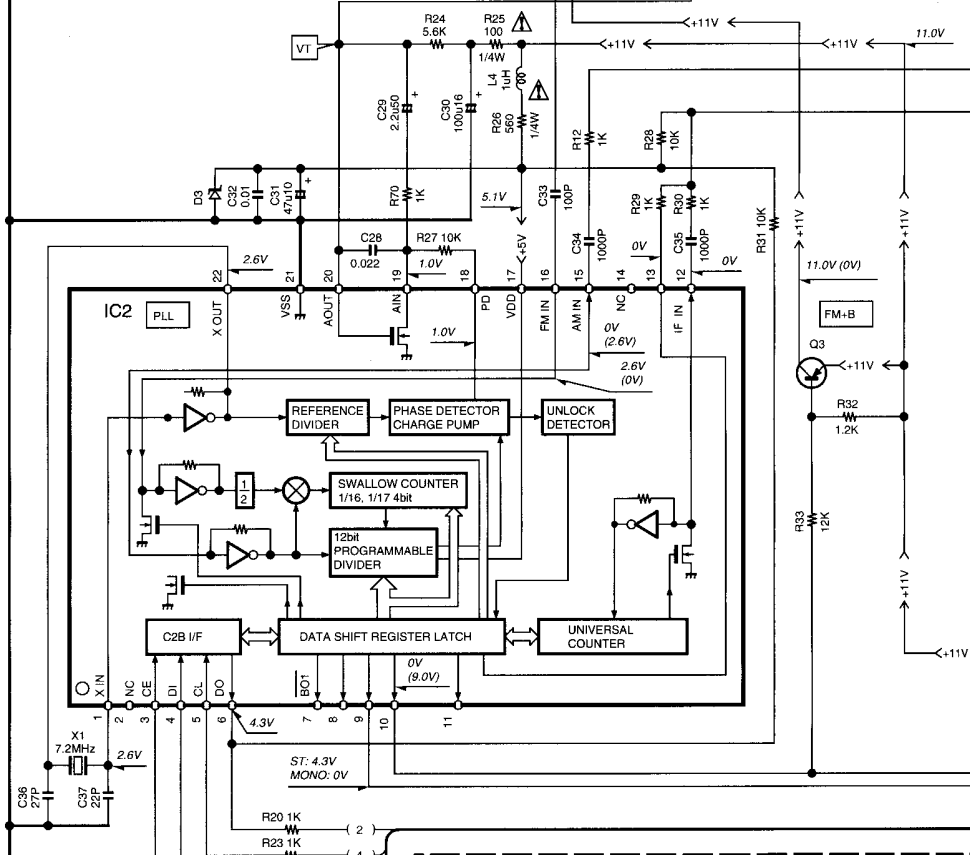 +11V
11.0V
R24
5.6K
R25
100
1/4W
+11V
+11V
VT
L4
1uH
C29
2.2u50
+
C30
100u16
+
R26
560
1/4W
R12
1K
R28
10K
D3
C32
0.01
C31
47u10
+
R70
1K
5.1V
C33
100P
R29
1K
R30
1K
R31 10K
+11V
+11V
C28
0.022
R27 10K
+5V
C34
1000P
C35
1000P
0V
0V
2.6V
1.0V
11.0V (0V)
22
21
20
19
18
17
16
15
14
13
12
IC2
PLL
X OUT
VSS
AOUT
AIN
PD
VDD
FM IN
AM IN
NC
IF IN
FM+B
1.0V
0V
(2.6V)
2.6V
(0V)
Q3
+11V
REFERENCE
DIVIDER
PHASE DETECTOR
CHARGE PUMP
UNLOCK
DETECTOR
R32
1.2K
1
2
SWALLOW COUNTER
1/16, 1/17 4bit
R33
12K
12bit
PROGRAMMABLE
DIVIDER
+11V
C2B I/F
DATA SHIFT REGISTER LATCH
UNIVERSAL
COUNTER
+11V
X IN
NC
CE
DI
CL
DO
BO1
0V
(9.0V)
1
2
3
4
5
6
7
8
9
10
11
4.3V
X1
7.2MHz
2.6V
ST: 4.3V
MONO: 0V
C36
27P
C37
22P
R20 1K
( 2 )
R23 1K